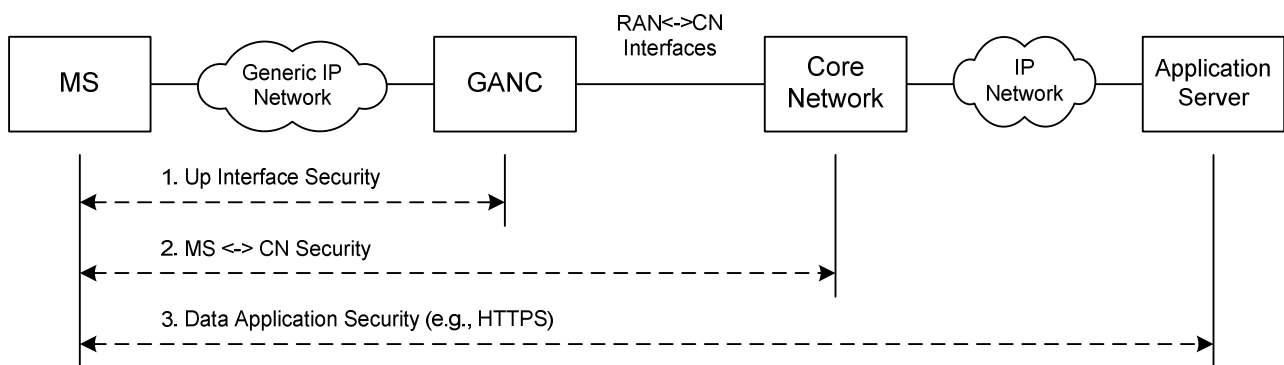 RAN<->CN
Interfaces
MS
Generic IP
Network
GANC
Core
Network
IP
Network
Application
Server
1. Up Interface Security
2. MS <-> CN Security
3. Data Application Security (e.g., HTTPS)